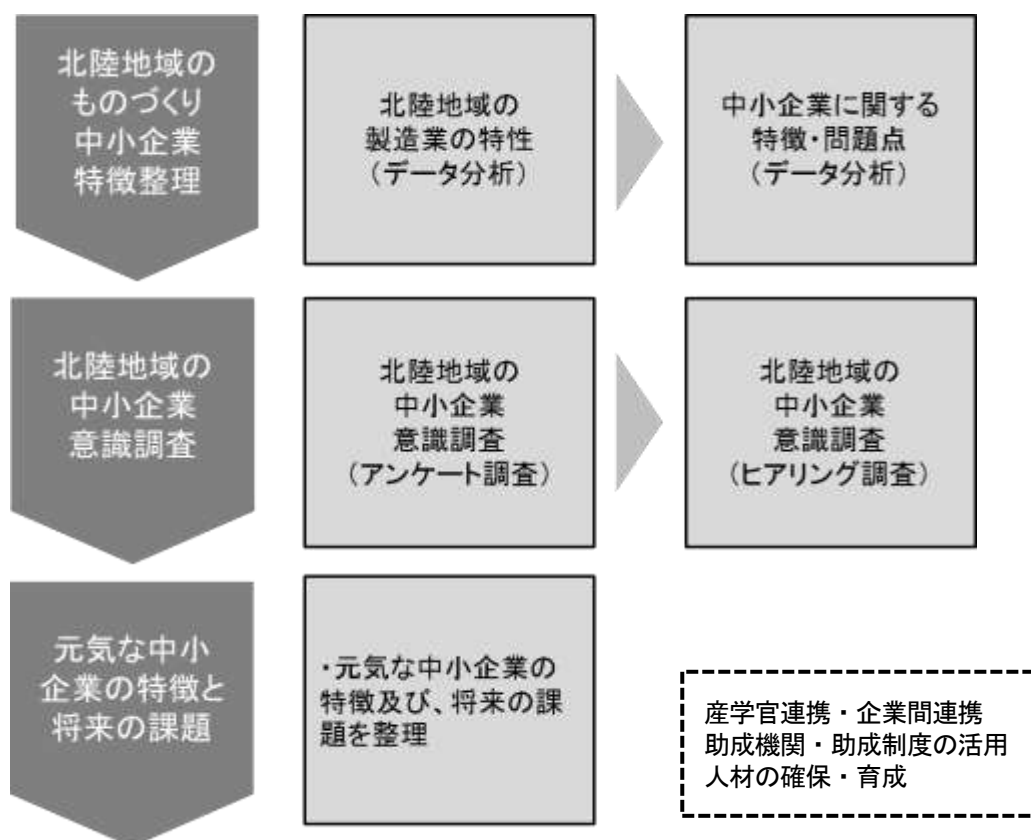 北陸地域の
ものづくり
中小企業
特徴整理
北陸地域の
製造業の特性
（データ分析）
中小企業に関する
特徴・問題点
（データ分析）
北陸地域の
中小企業
意識調査
北陸地域の
中小企業
意識調査
（アンケート調査）
北陸地域の
中小企業
意識調査
（ヒアリング調査）
元気な中小
企業の特徴と
将来の課題
・元気な中小企業の
特徴及び、将来の課
題を整理
産学官連携・企業間連携
助成機関・助成制度の活用
人材の確保・育成